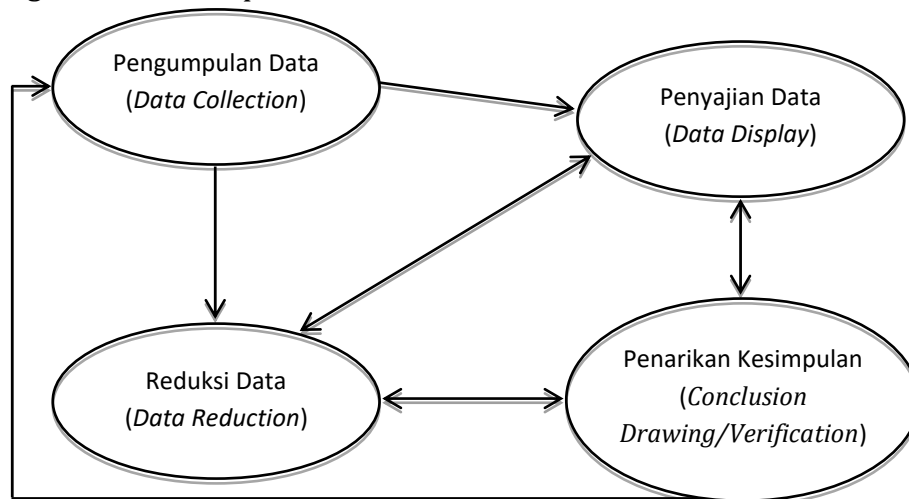 Pengumpulan Data
(Data Collection)
Penyajian Data
(Data Display)
Reduksi Data
(Data Reduction)
Penarikan Kesimpulan
(Conclusion
Drawing/Verification)